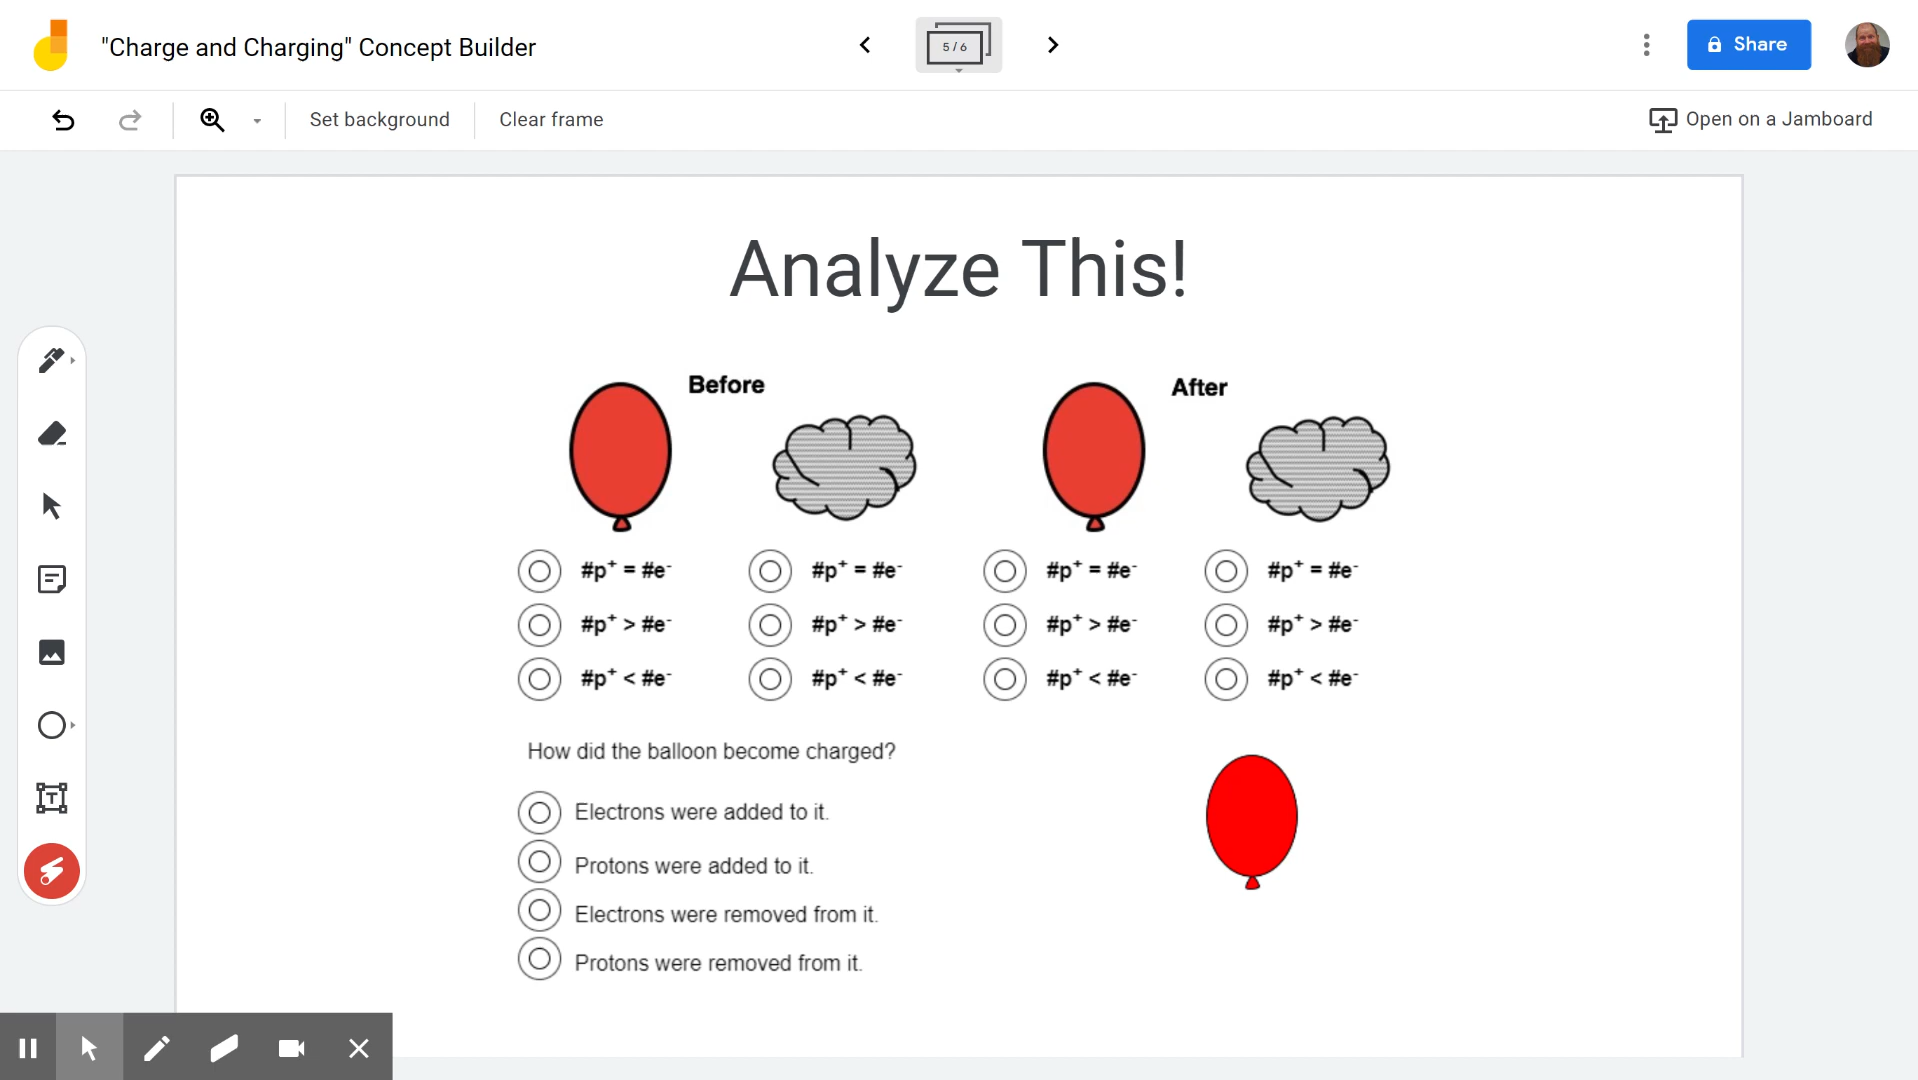 "Charge and Charging" Concept Builder
5 / 6
Share
Set background
Clear frame
Open on a Jamboard
Analyze This!
Before
After
#p⁺ = #e⁻ #p⁺ = #e⁻ #p⁺ = #e⁻ #p⁺ = #e⁻
#p⁺ > #e⁻ #p⁺ > #e⁻ #p⁺ > #e⁻ #p⁺ > #e⁻
#p⁺ < #e⁻ #p⁺ < #e⁻ #p⁺ < #e⁻ #p⁺ < #e⁻
How did the balloon become charged?
Electrons were added to it.
Protons were added to it.
Electrons were removed from it.
Protons were removed from it.